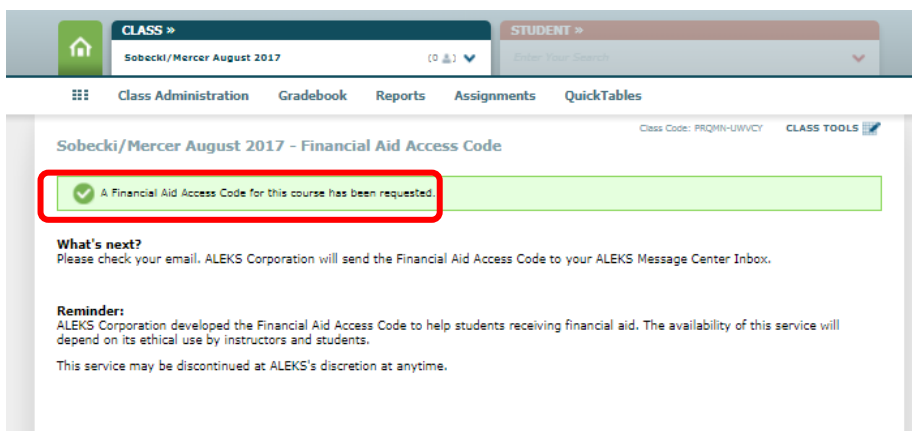 CLASS »
STUDENT »
Sobecki/Mercer August 2017 (0 )
Enter Your Search
Class Administration Gradebook Reports Assignments QuickTables
Class Code: PRQMN-UWVCY CLASS TOOLS
Sobecki/Mercer August 2017 - Financial Aid Access Code
A Financial Aid Access Code for this course has been requested.
What's next?
Please check your email. ALEKS Corporation will send the Financial Aid Access Code to your ALEKS Message Center Inbox.
Reminder:
ALEKS Corporation developed the Financial Aid Access Code to help students receiving financial aid. The availability of this service will
depend on its ethical use by instructors and students.
This service may be discontinued at ALEKS's discretion at anytime.